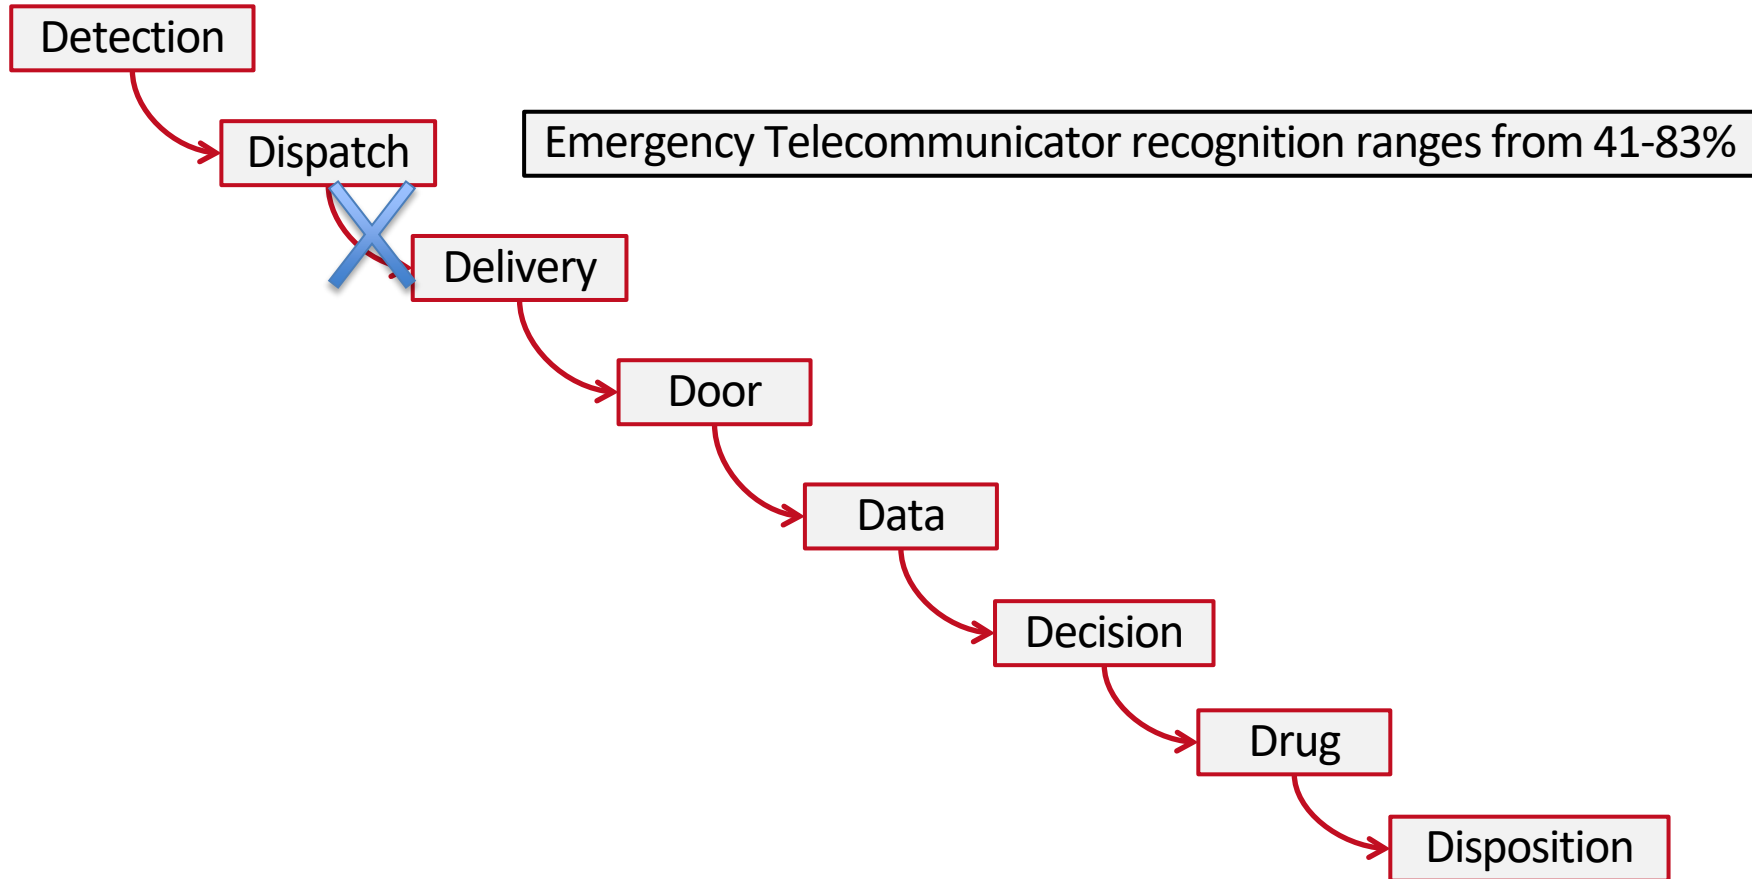 Detection
Dispatch
Emergency Telecommunicator recognition ranges from 41-83%
Delivery
Door
Data
Decision
Drug
Disposition